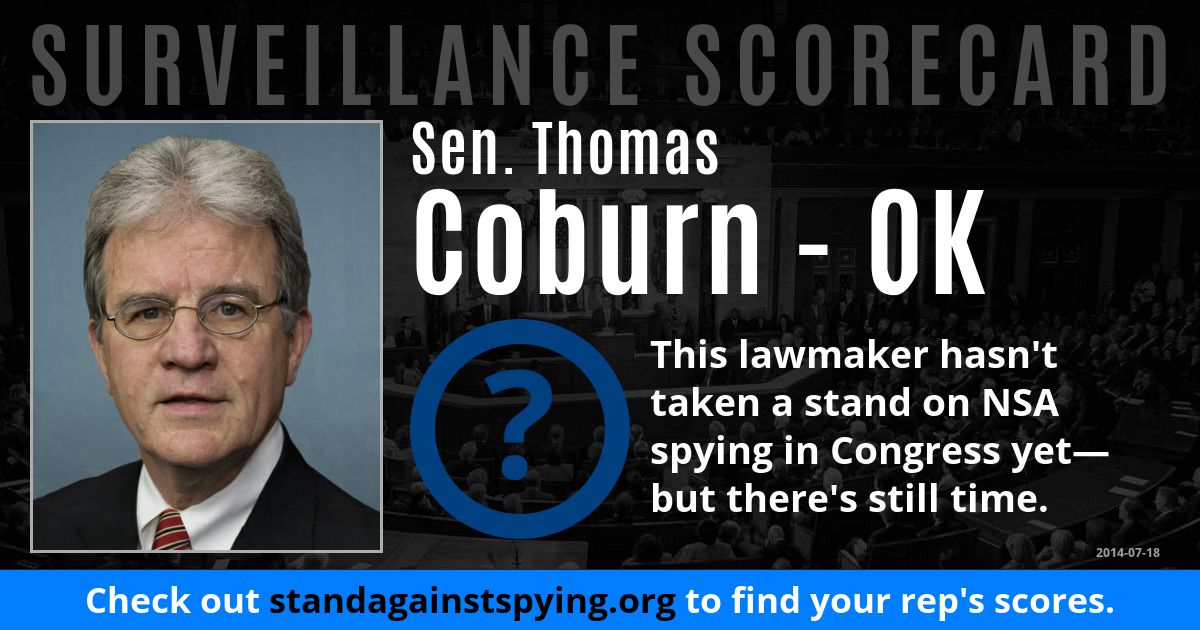 SURVEILLANCE SCORECARD
Sen. Thomas
Coburn - OK
?
This lawmaker hasn't
taken a stand on NSA
spying in Congress yet—
but there's still time.
2014-07-18
Check out standagainstspying.org to find your rep's scores.